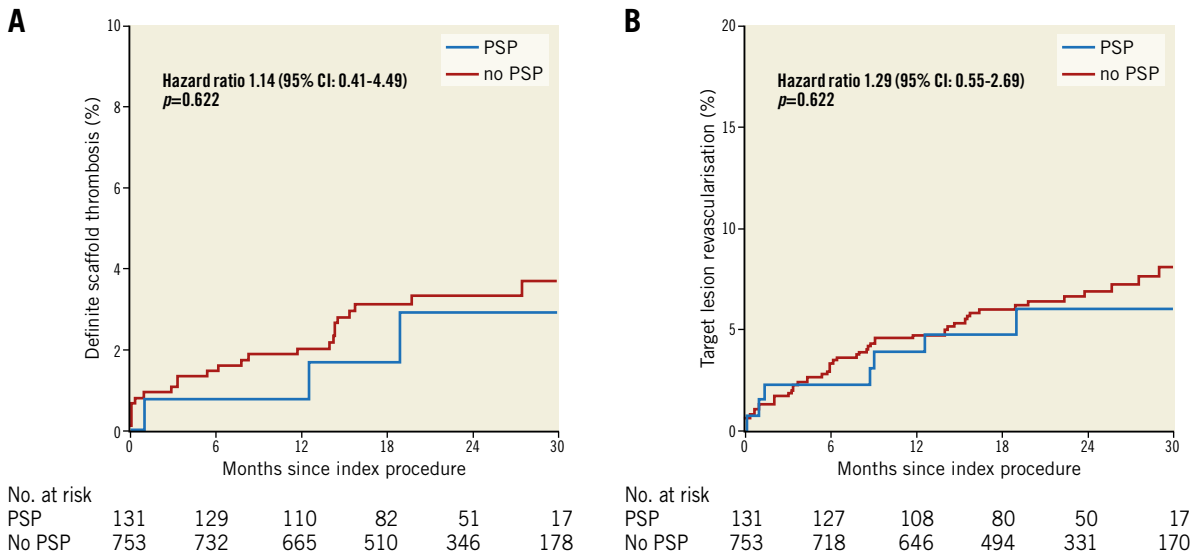 A
10
8
6
4
2
0
Definite scaffold thrombosis (%)
PSP
no PSP
Hazard ratio 1.14 (95% CI: 0.41-4.49)
p=0.622
0 6 12 18 24 30
Months since index procedure
No. at risk
PSP 131 129 110 82 51 17
No PSP 753 732 665 510 346 178
B
20
15
10
5
0
Target lesion revascularisation (%)
PSP
no PSP
Hazard ratio 1.29 (95% CI: 0.55-2.69)
p=0.622
0 6 12 18 24 30
Months since index procedure
No. at risk
PSP 131 127 108 80 50 17
No PSP 753 718 646 494 331 170